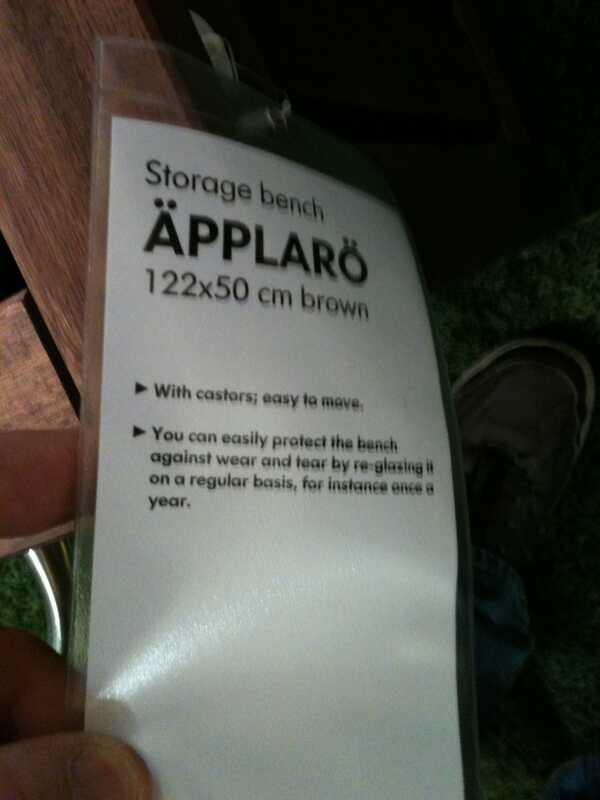 Storage bench
ÄPPLARÖ
122x50 cm brown
► With castors; easy to move.
► You can easily protect the bench
against wear and tear by re-glazing it
on a regular basis, for instance once a
year.